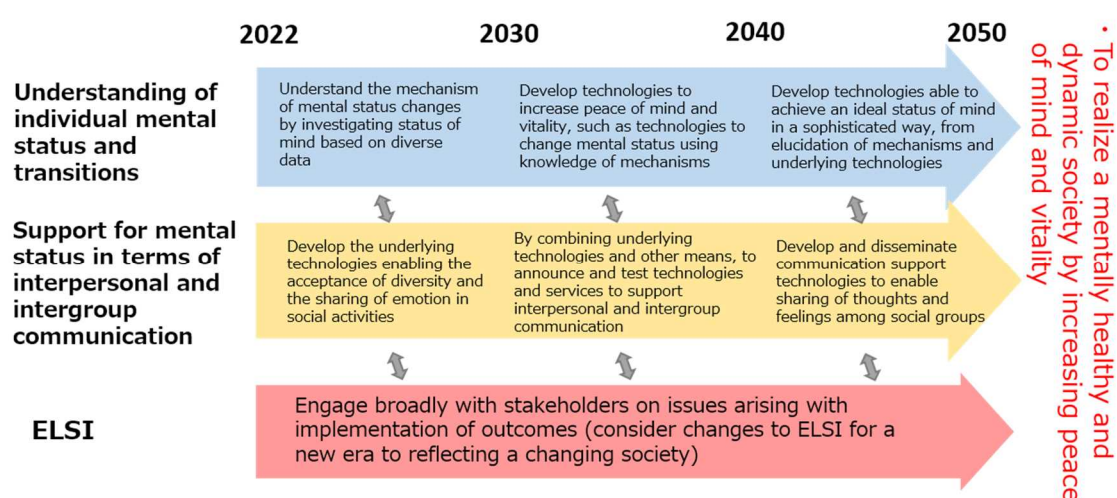 2022
2030
2040
2050
Understanding of
individual mental
status and
transitions
Understand the mechanism
of mental status changes
by investigating status of
mind based on diverse
data
Develop technologies to
increase peace of mind and
vitality, such as technologies to
change mental status using
knowledge of mechanisms
Develop technologies able to
achieve an ideal status of mind
in a sophisticated way, from
elucidation of mechanisms and
underlying technologies
Support for mental
status in terms of
interpersonal and
intergroup
communication
Develop the underlying
technologies enabling the
acceptance of diversity and
the sharing of emotion in
social activities
By combining underlying
technologies and other means, to
announce and test technologies
and services to support
interpersonal and intergroup
communication
Develop and disseminate
communication support
technologies to enable
sharing of thoughts and
feelings among social groups
ELSI
Engage broadly with stakeholders on issues arising with
implementation of outcomes (consider changes to ELSI for a
new era to reflecting a changing society)
・To realize a mentally healthy and
dynamic society by increasing peace
of mind and vitality